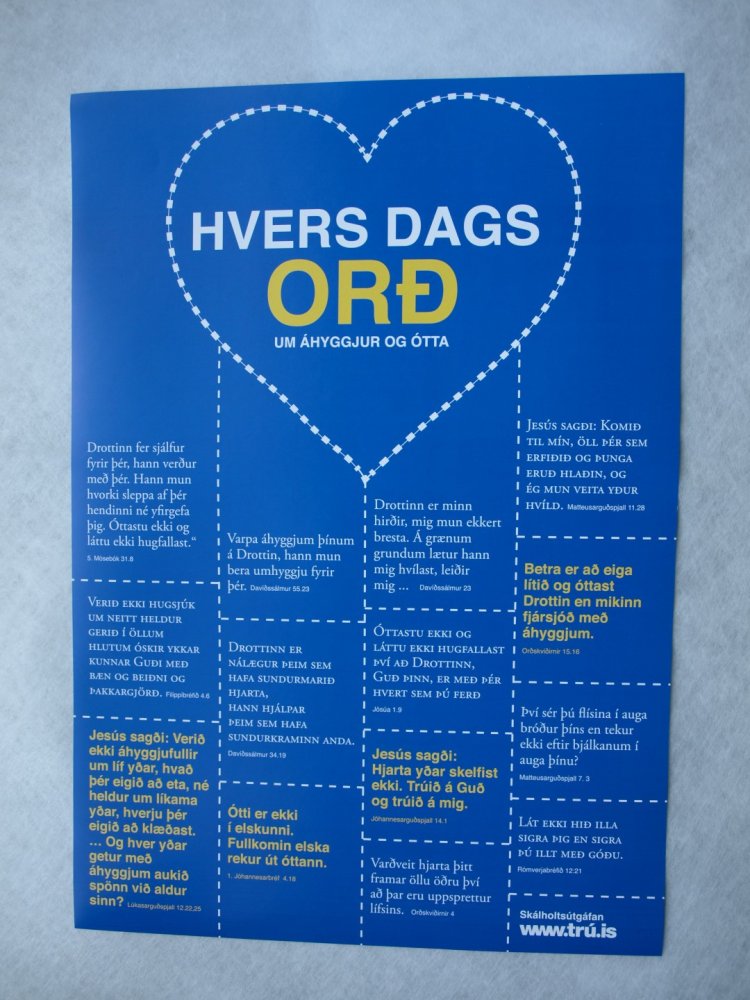 HVERS DAGS
ORÐ
UM ÁHYGGJUR OG ÓTTA
Drottinn fer sjálfur
fyrir þér, hann verður
með þér. Hann mun
hvorki sleppa af þér
hendinni né yfirgefa
þig. Óttastu ekki og
láttu ekki hugfallast.“
5. Mósebók 31.8
VERIÐ EKKI HUGSJÚK
UM NEITT HELDUR
GERIÐ Í ÖLLUM
HLUTUM ÓSKIR YKKAR
KUNNAR GUÐI MEÐ
BÆN OG BEIÐNI OG
ÞAKKARGJÖRÐ. Filippíbréfið 4.6
Jesús sagði: Verið
ekki áhyggjufullir
um líf yðar, hvað
þér eigið að eta, né
heldur um líkama
yðar, hverju þér
eigið að klæðast.
... Og hver yðar
getur með
áhyggjum aukið
spönn við aldur
sinn? Lúkasarguðspjall 12.22,25
Varpa áhyggjum þínum
á Drottin, hann mun
bera umhyggju fyrir
þér. Davíðssálmur 55.23
DROTTINN ER
NÁLÆGUR ÞEIM SEM
HAFA SUNDURMARIÐ
HJARTA,
HANN HJÁLPAR
ÞEIM SEM HAFA
SUNDURKRAMINN ANDA.
Davíðssálmur 34.19
Ótti er ekki
í elskunni.
Fullkomin elska
rekur út óttann.
1. Jóhannesarbréf 4.18
Drottinn er minn
hirðir, mig mun ekkert
bresta. Á grænum
grundum lætur hann
mig hvílast, leiðir
mig ... Davíðssálmur 23
ÓTTASTU EKKI OG
LÁTTU EKKI HUGFALLAST
ÞVÍ AÐ DROTTINN,
GUÐ ÞINN, ER MEÐ ÞÉR
HVERT SEM ÞÚ FERÐ
Jósúa 1.9
Jesús sagði:
Hjarta yðar skelfist
ekki. Trúið á Guð
og trúið á mig.
Jóhannesarguðspjall 14.1
Varðveit hjarta þitt
framar öllu öðru því
að þar eru uppsprettur
lífsins. Orðskviðirnir 4
JESÚS SAGÐI: KOMIÐ
TIL MÍN, ÖLL ÞÉR SEM
ERFIÐIÐ OG ÞUNGA
ERUÐ HLAÐIN, OG
ÉG MUN VEITA YÐUR
HVÍLD. Matteusarguðspjall 11.28
Betra er að eiga
lítið og óttast
Drottin en mikinn
fjársjóð með
áhyggjum.
Orðskviðirnir 15.16
Því sér þú flísina í auga
bróður þíns en tekur
ekki eftir bjálkanum í
auga þínu?
Matteusarguðspjall 7. 3
LÁT EKKI HIÐ ILLA
SIGRA ÞIG EN SIGRA
ÞÚ ILLT MEÐ GÓÐU.
Rómverjabréfið 12:21
Skálholtsútgáfan
www.trú.is